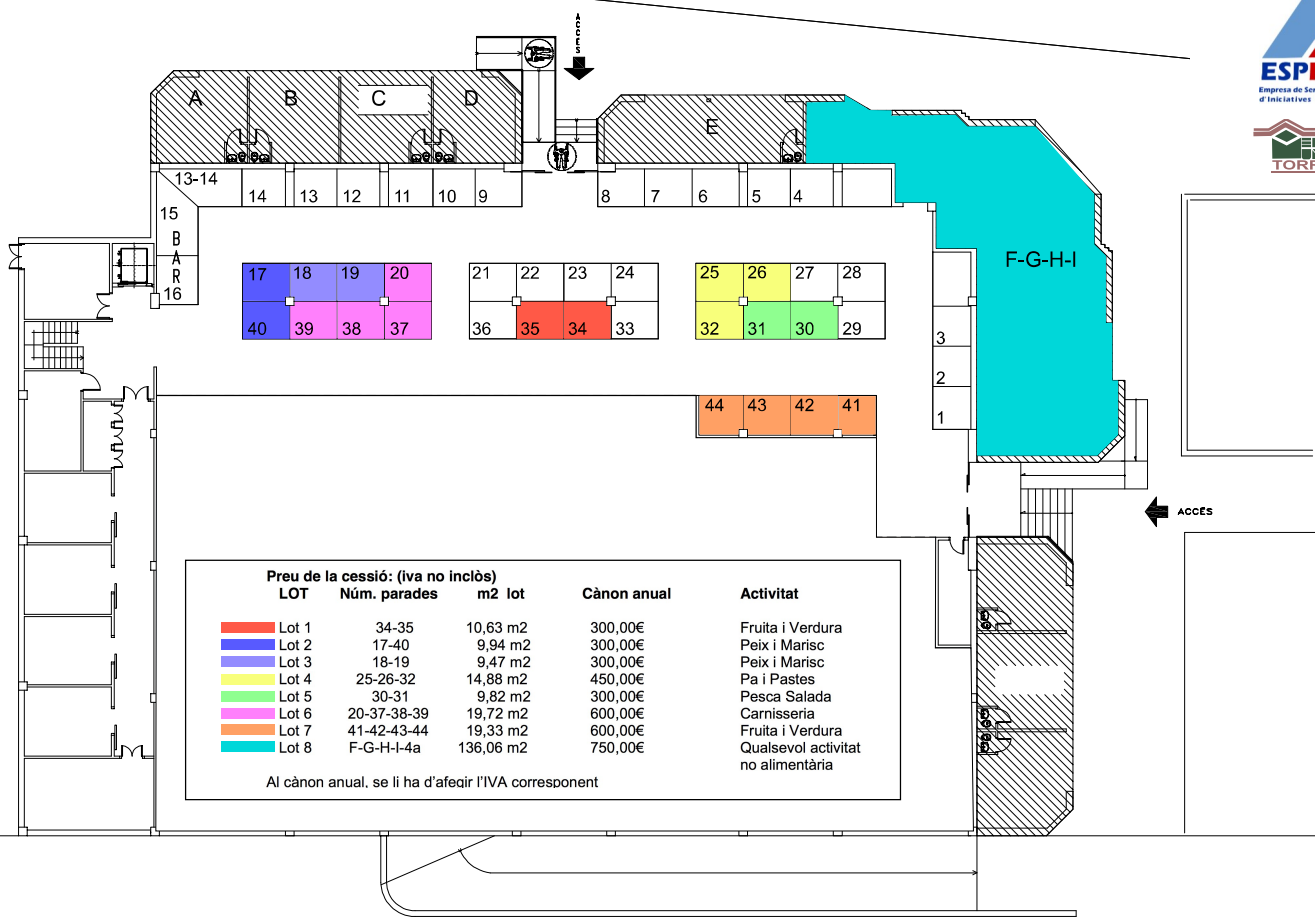 ACCÉS
ESP
Empresa de Ser
d'Iniciatives
TORR
A
B
C
D
E
F-G-H-I
13-14
14
13
12
11
10
9
8
7
6
5
4
15
BAR
16
17
18
19
20
21
22
23
24
25
26
27
28
40
39
38
37
36
35
34
33
32
31
30
29
3
2
1
44
43
42
41
ACCÉS
Preu de la cessió: (iva no inclòs)
LOT Núm. parades m2 lot Cànon anual Activitat
Lot 1 34-35 10,63 m2 300,00€ Fruita i Verdura
Lot 2 17-40 9,94 m2 300,00€ Peix i Marisc
Lot 3 18-19 9,47 m2 300,00€ Peix i Marisc
Lot 4 25-26-32 14,88 m2 450,00€ Pa i Pastes
Lot 5 30-31 9,82 m2 300,00€ Pesca Salada
Lot 6 20-37-38-39 19,72 m2 600,00€ Carnisseria
Lot 7 41-42-43-44 19,33 m2 600,00€ Fruita i Verdura
Lot 8 F-G-H-I-4a 136,06 m2 750,00€ Qualsevol activitat
no alimentària
Al cànon anual, se li ha d'afegir l'IVA corresponent